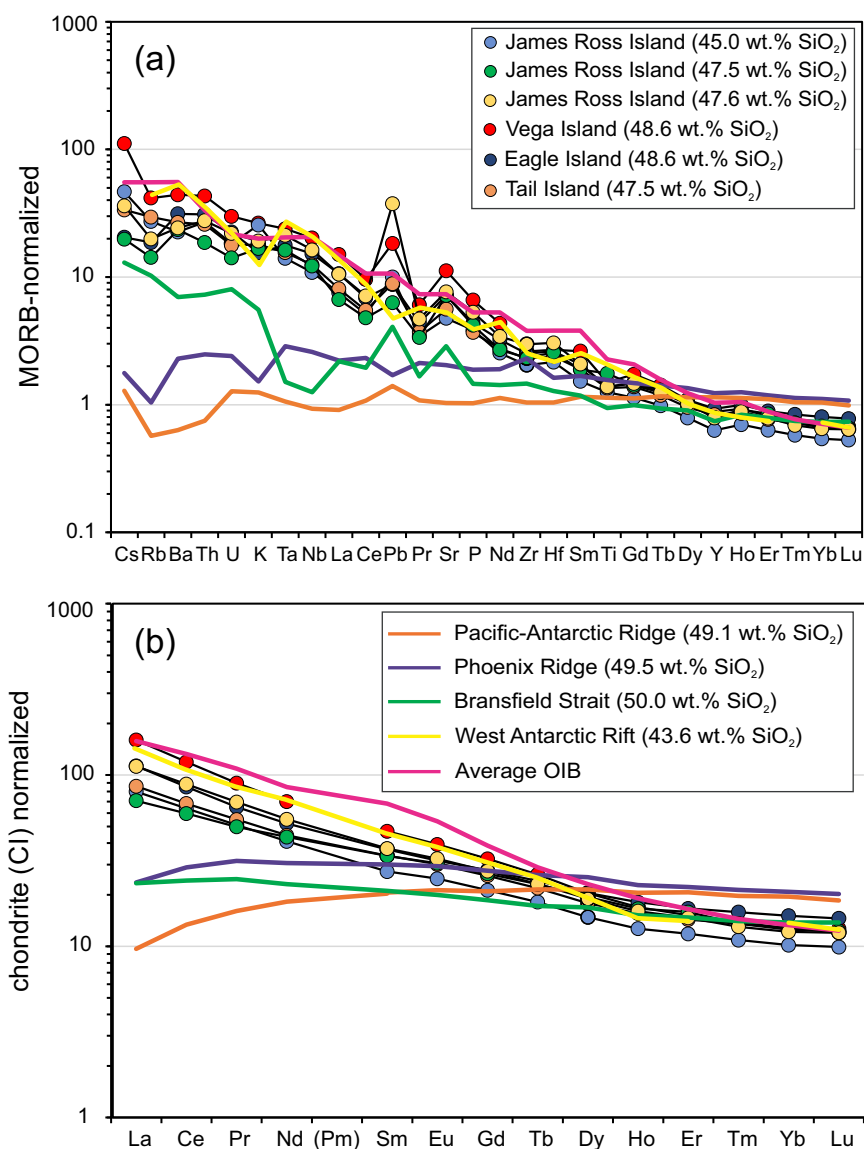 (a)
MORB-normalized
1000
100
10
1
0.1
James Ross Island (45.0 wt.% SiO₂)
James Ross Island (47.5 wt.% SiO₂)
James Ross Island (47.6 wt.% SiO₂)
Vega Island (48.6 wt.% SiO₂)
Eagle Island (48.6 wt.% SiO₂)
Tail Island (47.5 wt.% SiO₂)
Cs Rb Ba Th U K Ta Nb La Ce Pb Pr Sr P Nd Zr Hf Sm Ti Gd Tb Dy Y Ho Er Tm Yb Lu
(b)
chondrite (CI) normalized
1000
100
10
1
Pacific-Antarctic Ridge (49.1 wt.% SiO₂)
Phoenix Ridge (49.5 wt.% SiO₂)
Bransfield Strait (50.0 wt.% SiO₂)
West Antarctic Rift (43.6 wt.% SiO₂)
Average OIB
La Ce Pr Nd (Pm) Sm Eu Gd Tb Dy Ho Er Tm Yb Lu